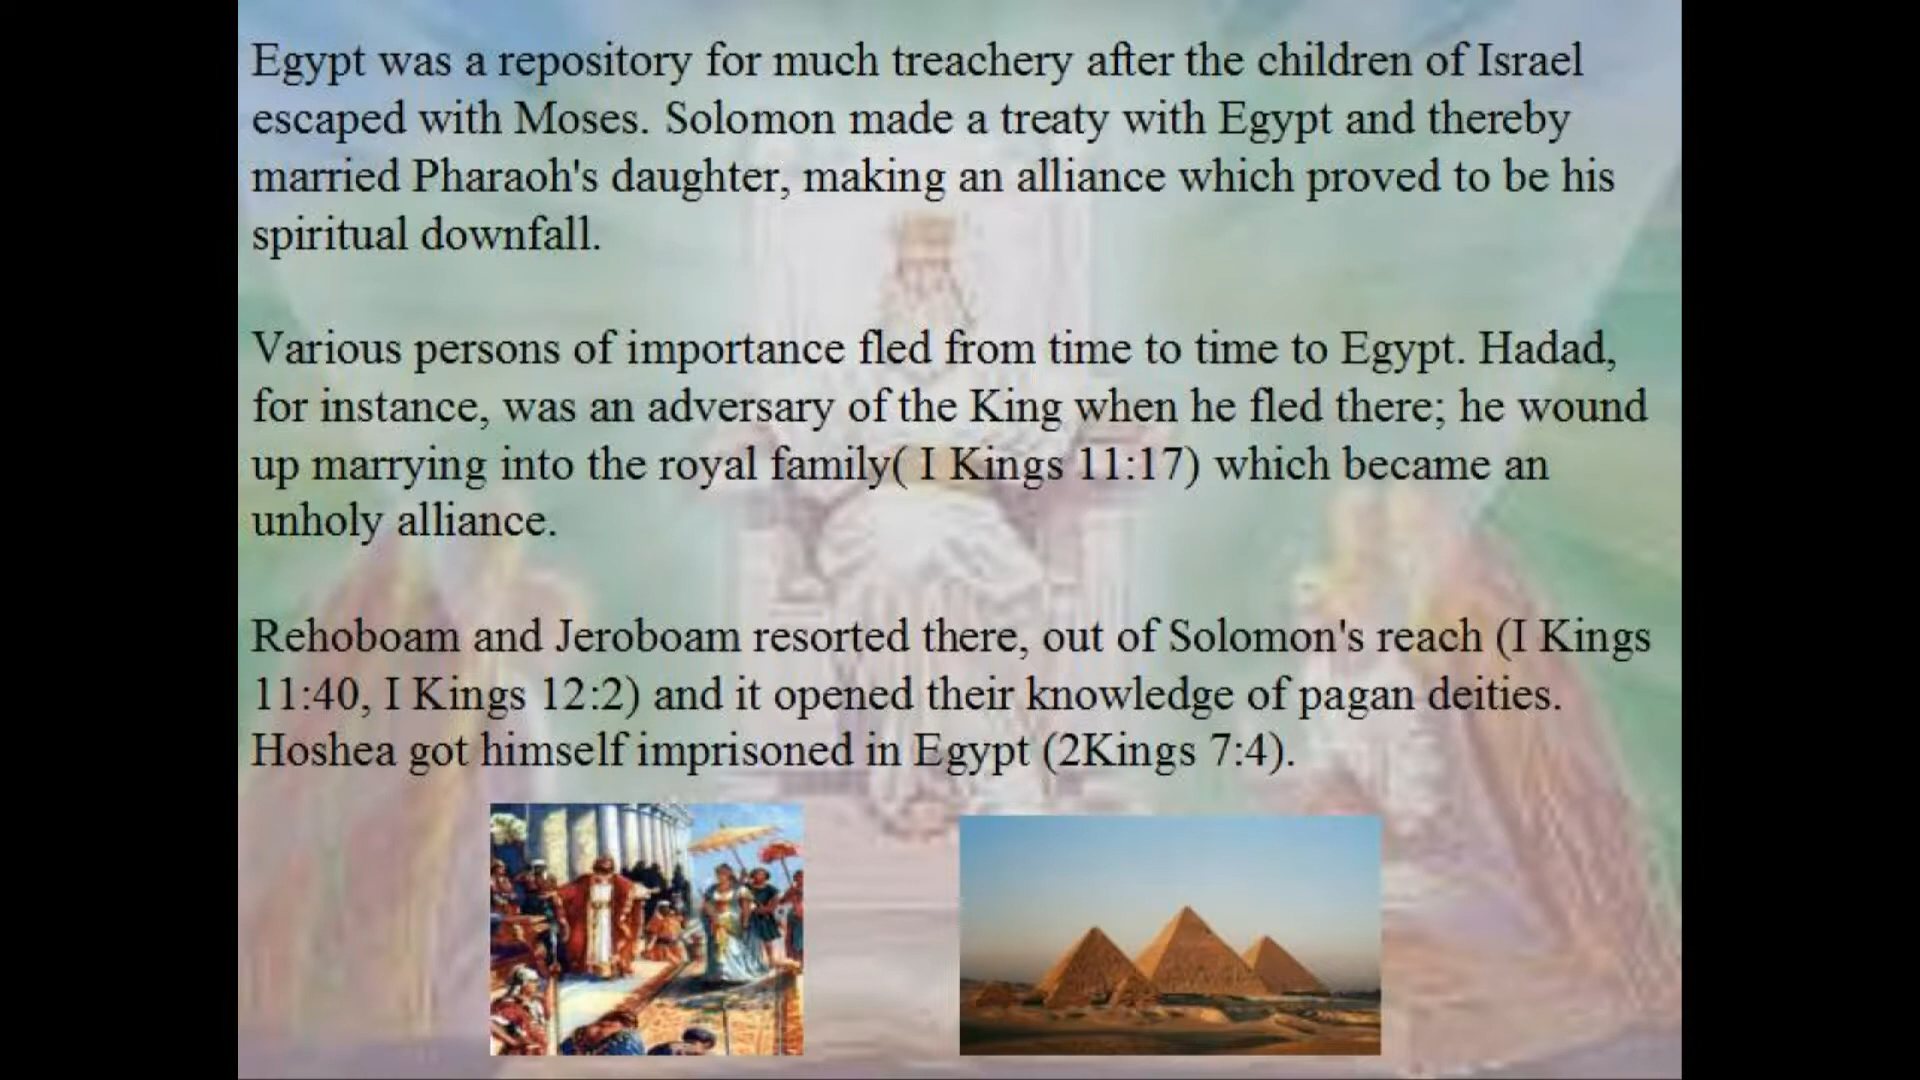 Egypt was a repository for much treachery after the children of Israel
escaped with Moses. Solomon made a treaty with Egypt and thereby
married Pharaoh's daughter, making an alliance which proved to be his
spiritual downfall.
Various persons of importance fled from time to time to Egypt. Hadad,
for instance, was an adversary of the King when he fled there; he wound
up marrying into the royal family( I Kings 11:17) which became an
unholy alliance.
Rehoboam and Jeroboam resorted there, out of Solomon's reach (I Kings
11:40, I Kings 12:2) and it opened their knowledge of pagan deities.
Hoshea got himself imprisoned in Egypt (2Kings 7:4).